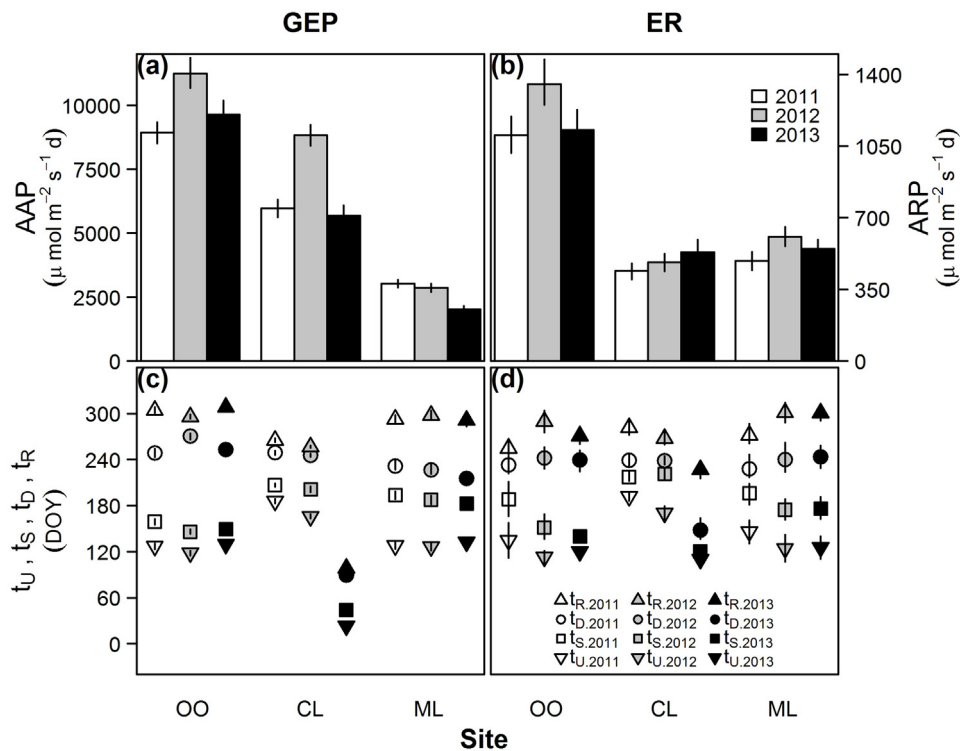 GEP
ER
(a)
(b)
10000
7500
5000
2500
0
AAP
(μ mol m⁻² s⁻¹ d)
1400
1050
700
350
0
ARP
(μ mol m⁻² s⁻¹ d)
2011
2012
2013
(c)
(d)
300
240
180
120
60
0
t_U , t_S , t_D , t_R
(DOY)
t_R.2011 t_R.2012 t_R.2013
t_D.2011 t_D.2012 t_D.2013
t_S.2011 t_S.2012 t_S.2013
t_U.2011 t_U.2012 t_U.2013
OO CL ML OO CL ML
Site